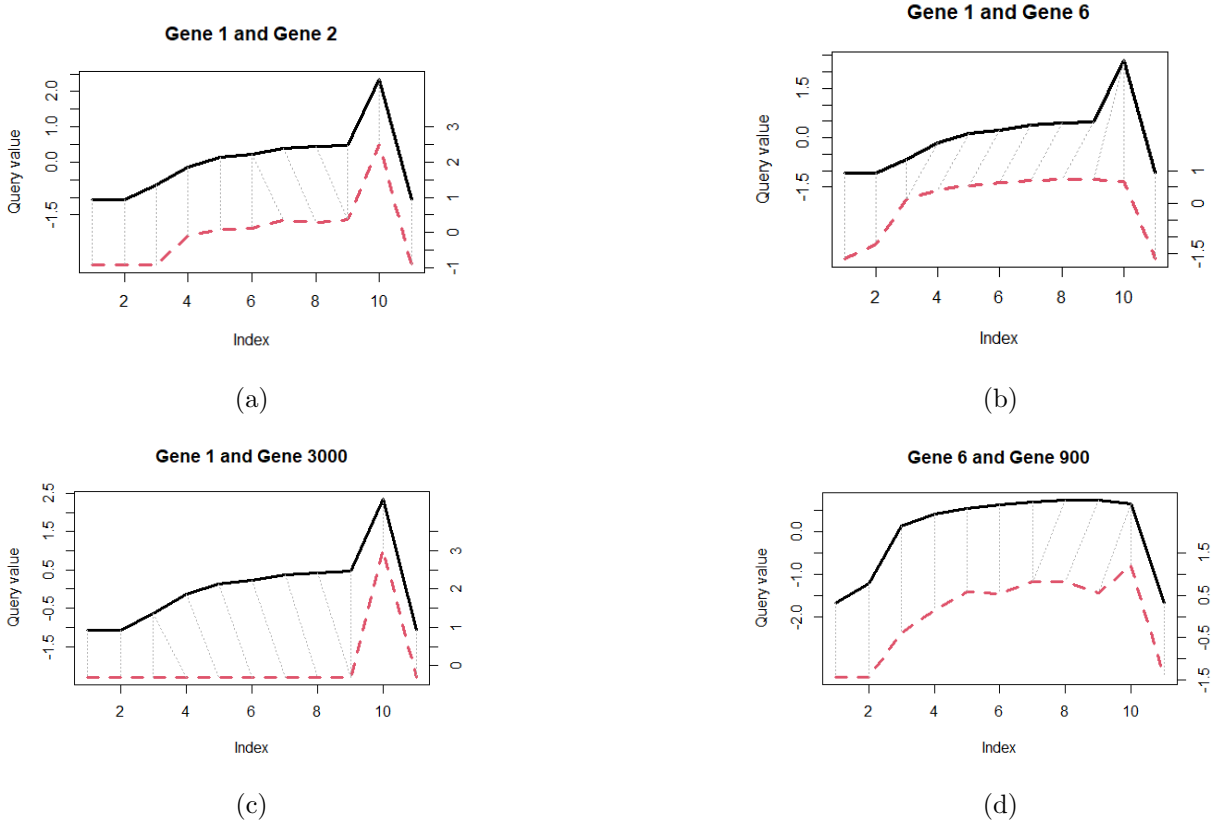 Gene 1 and Gene 2
Query value
-1.5 0.0 1.0 2.0
-1 0 1 2 3
2 4 6 8 10
Index
(a)
Gene 1 and Gene 6
Query value
-1.5 0.0 1.5
-1.5 0 1
2 4 6 8 10
Index
(b)
Gene 1 and Gene 3000
Query value
-1.5 -0.5 0.5 1.5 2.5
0 1 2 3
2 4 6 8 10
Index
(c)
Gene 6 and Gene 900
Query value
-2.0 -1.0 0.0
-1.5 -0.5 0.5 1.5
2 4 6 8 10
Index
(d)